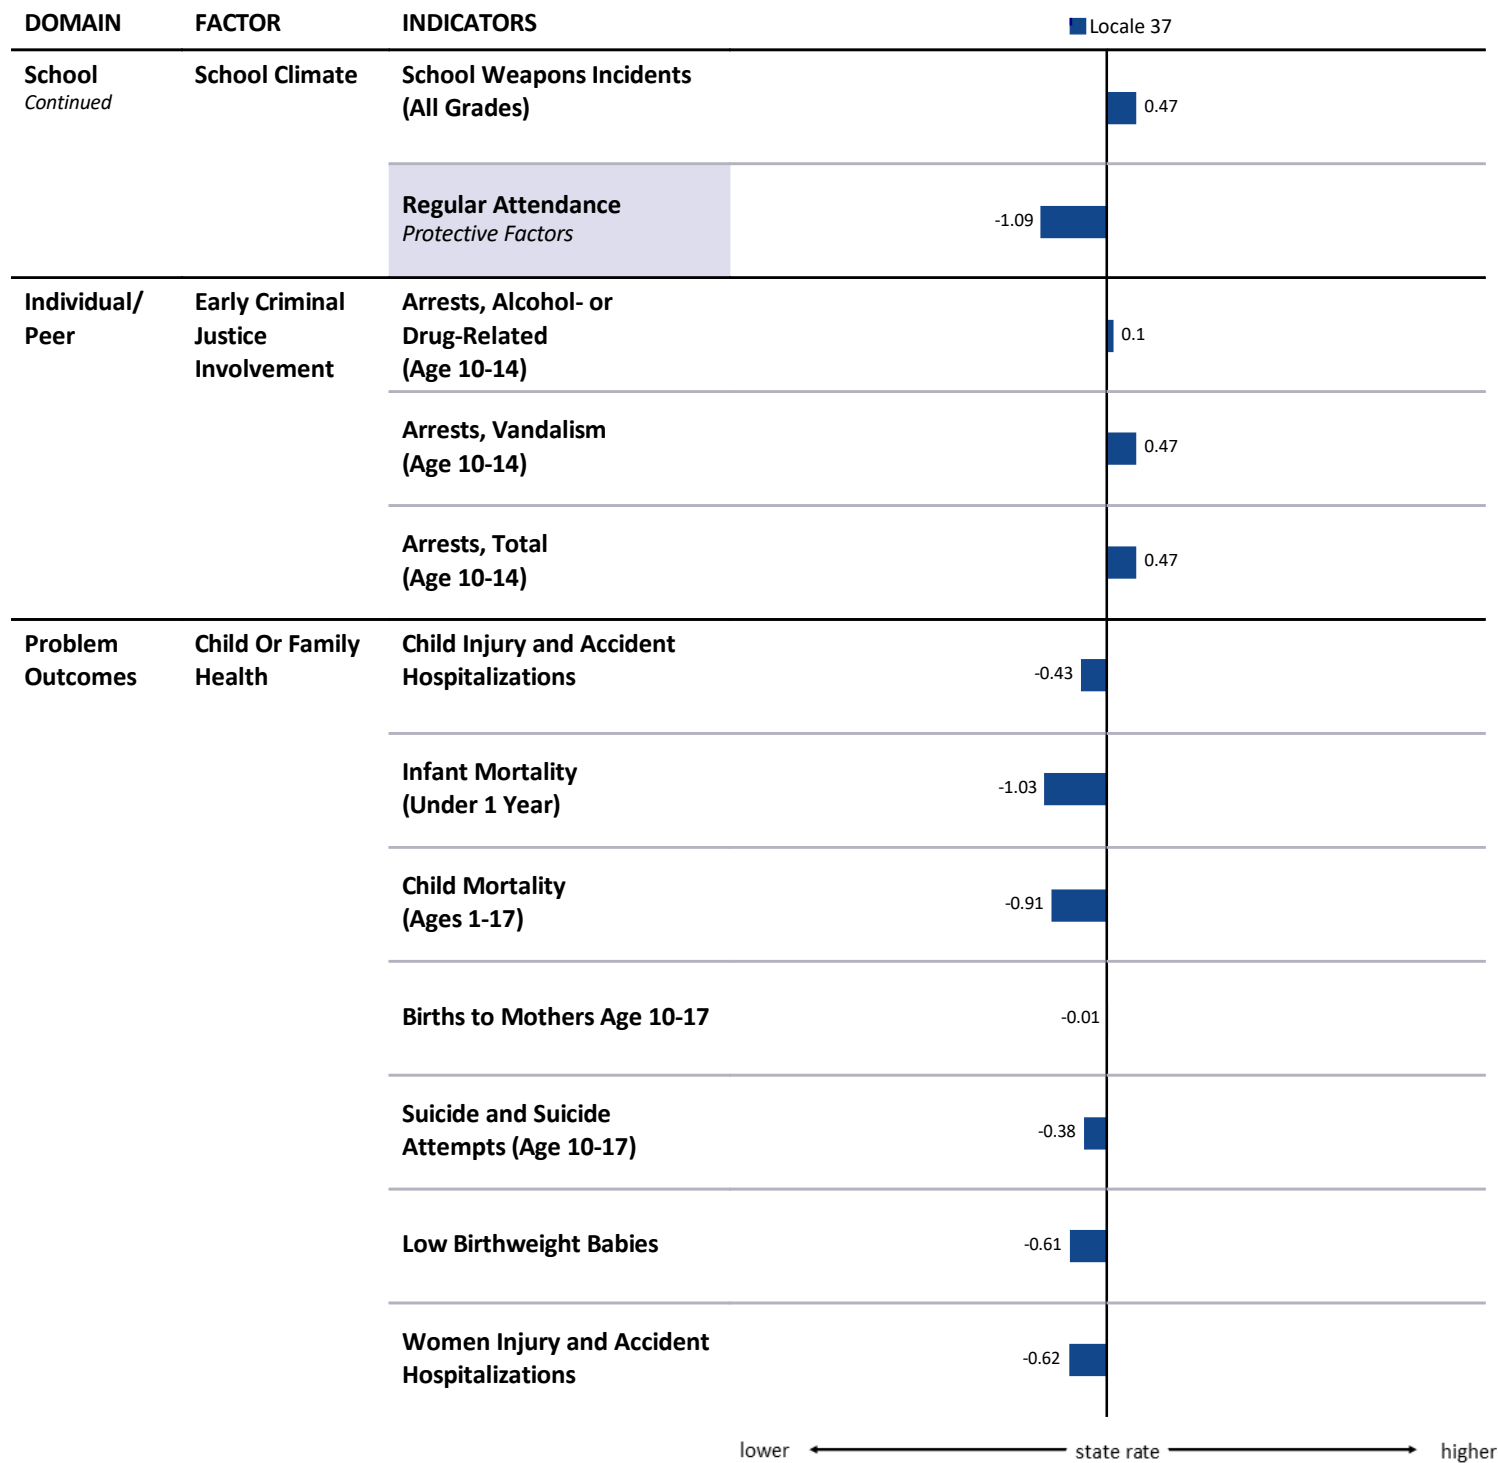 DOMAIN FACTOR INDICATORS
Locale 37
School
Continued
School Climate
School Weapons Incidents
(All Grades)
0.47
Regular Attendance
Protective Factors
-1.09
Individual/
Peer
Early Criminal
Justice
Involvement
Arrests, Alcohol- or
Drug-Related
(Age 10-14)
0.1
Arrests, Vandalism
(Age 10-14)
0.47
Arrests, Total
(Age 10-14)
0.47
Problem
Outcomes
Child Or Family
Health
Child Injury and Accident
Hospitalizations
-0.43
Infant Mortality
(Under 1 Year)
-1.03
Child Mortality
(Ages 1-17)
-0.91
Births to Mothers Age 10-17
-0.01
Suicide and Suicide
Attempts (Age 10-17)
-0.38
Low Birthweight Babies
-0.61
Women Injury and Accident
Hospitalizations
-0.62
lower state rate higher